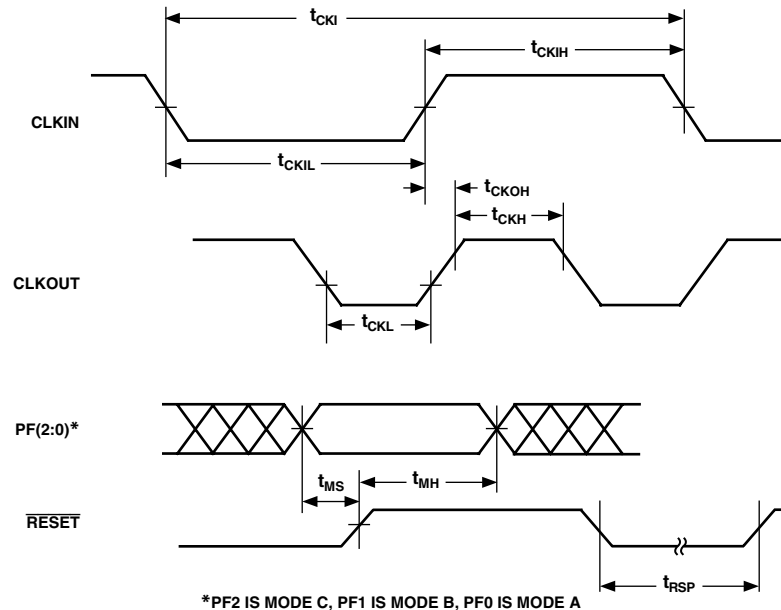 tCKI
tCKIH
CLKIN
tCKIL
tCKOH
tCKH
CLKOUT
tCKL
PF(2:0)*
tMS
tMH
RESET
tRSP
*PF2 IS MODE C, PF1 IS MODE B, PF0 IS MODE A